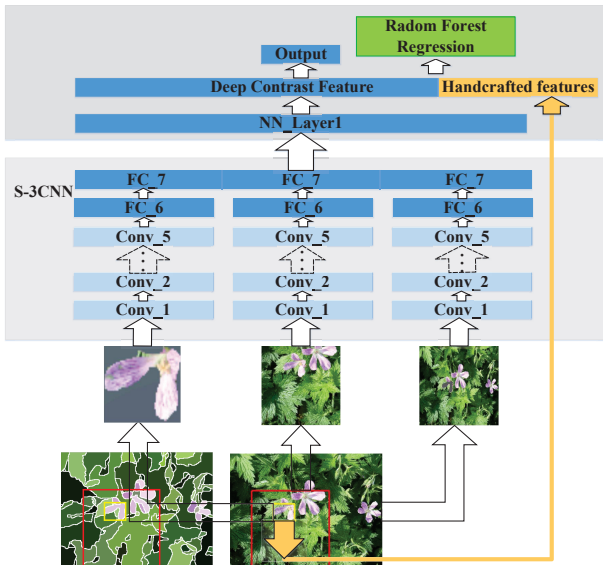 Radom Forest
Regression
Output
Deep Contrast Feature
Handcrafted features
NN_Layer1
S-3CNN
FC_7 FC_7 FC_7
FC_6 FC_6 FC_6
Conv_5 Conv_5 Conv_5
Conv_2 Conv_2 Conv_2
Conv_1 Conv_1 Conv_1